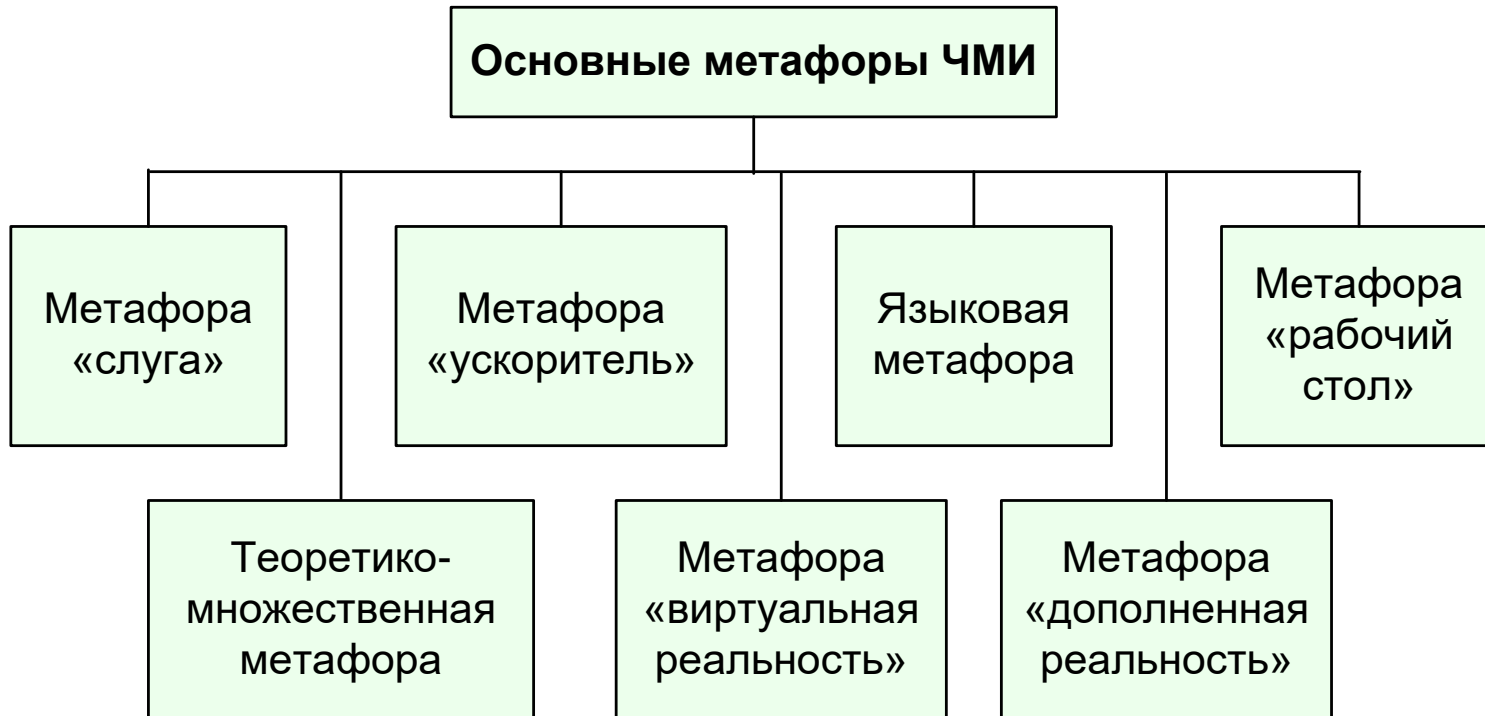 Основные метафоры ЧМИ
Метафора
«слуга»
Метафора
«ускоритель»
Языковая
метафора
Метафора
«рабочий
стол»
Теоретико-
множественная
метафора
Метафора
«виртуальная
реальность»
Метафора
«дополненная
реальность»